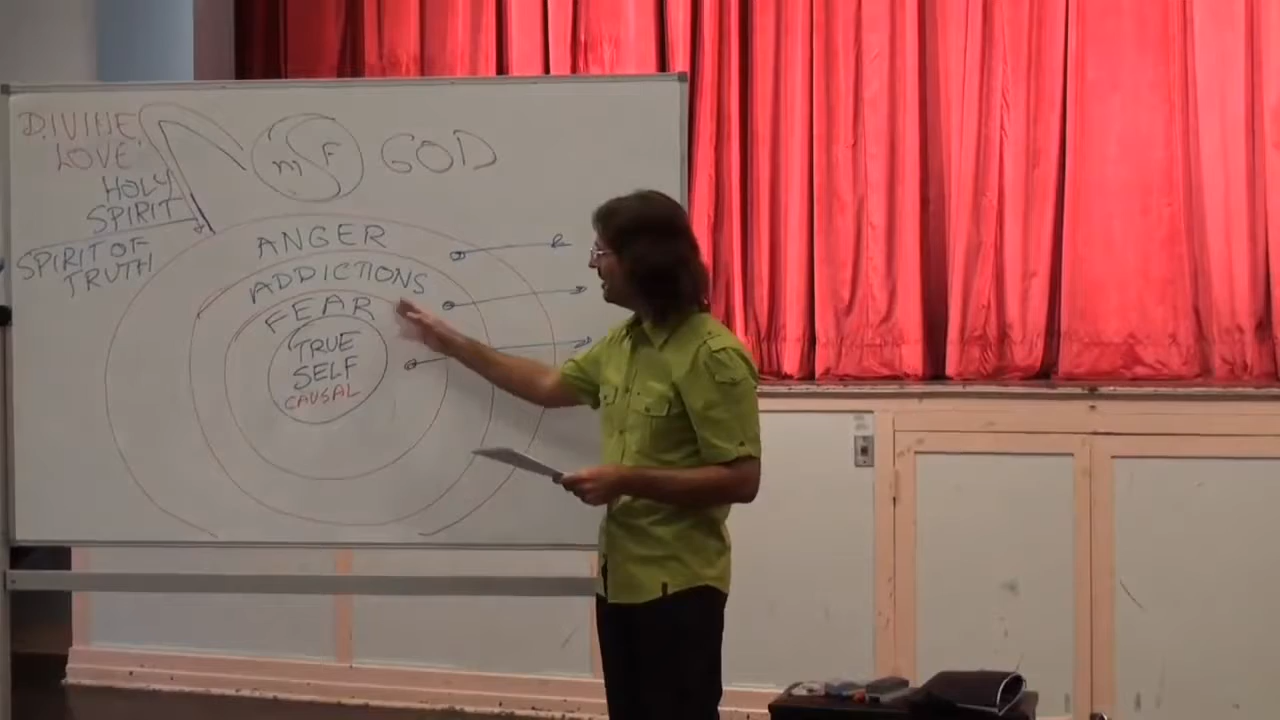 DIVINE
LOVE
HOLY
SPIRIT
SPIRIT OF
TRUTH
m F
GOD
ANGER
ADDICTIONS
FEAR
TRUE
SELF
CAUSAL